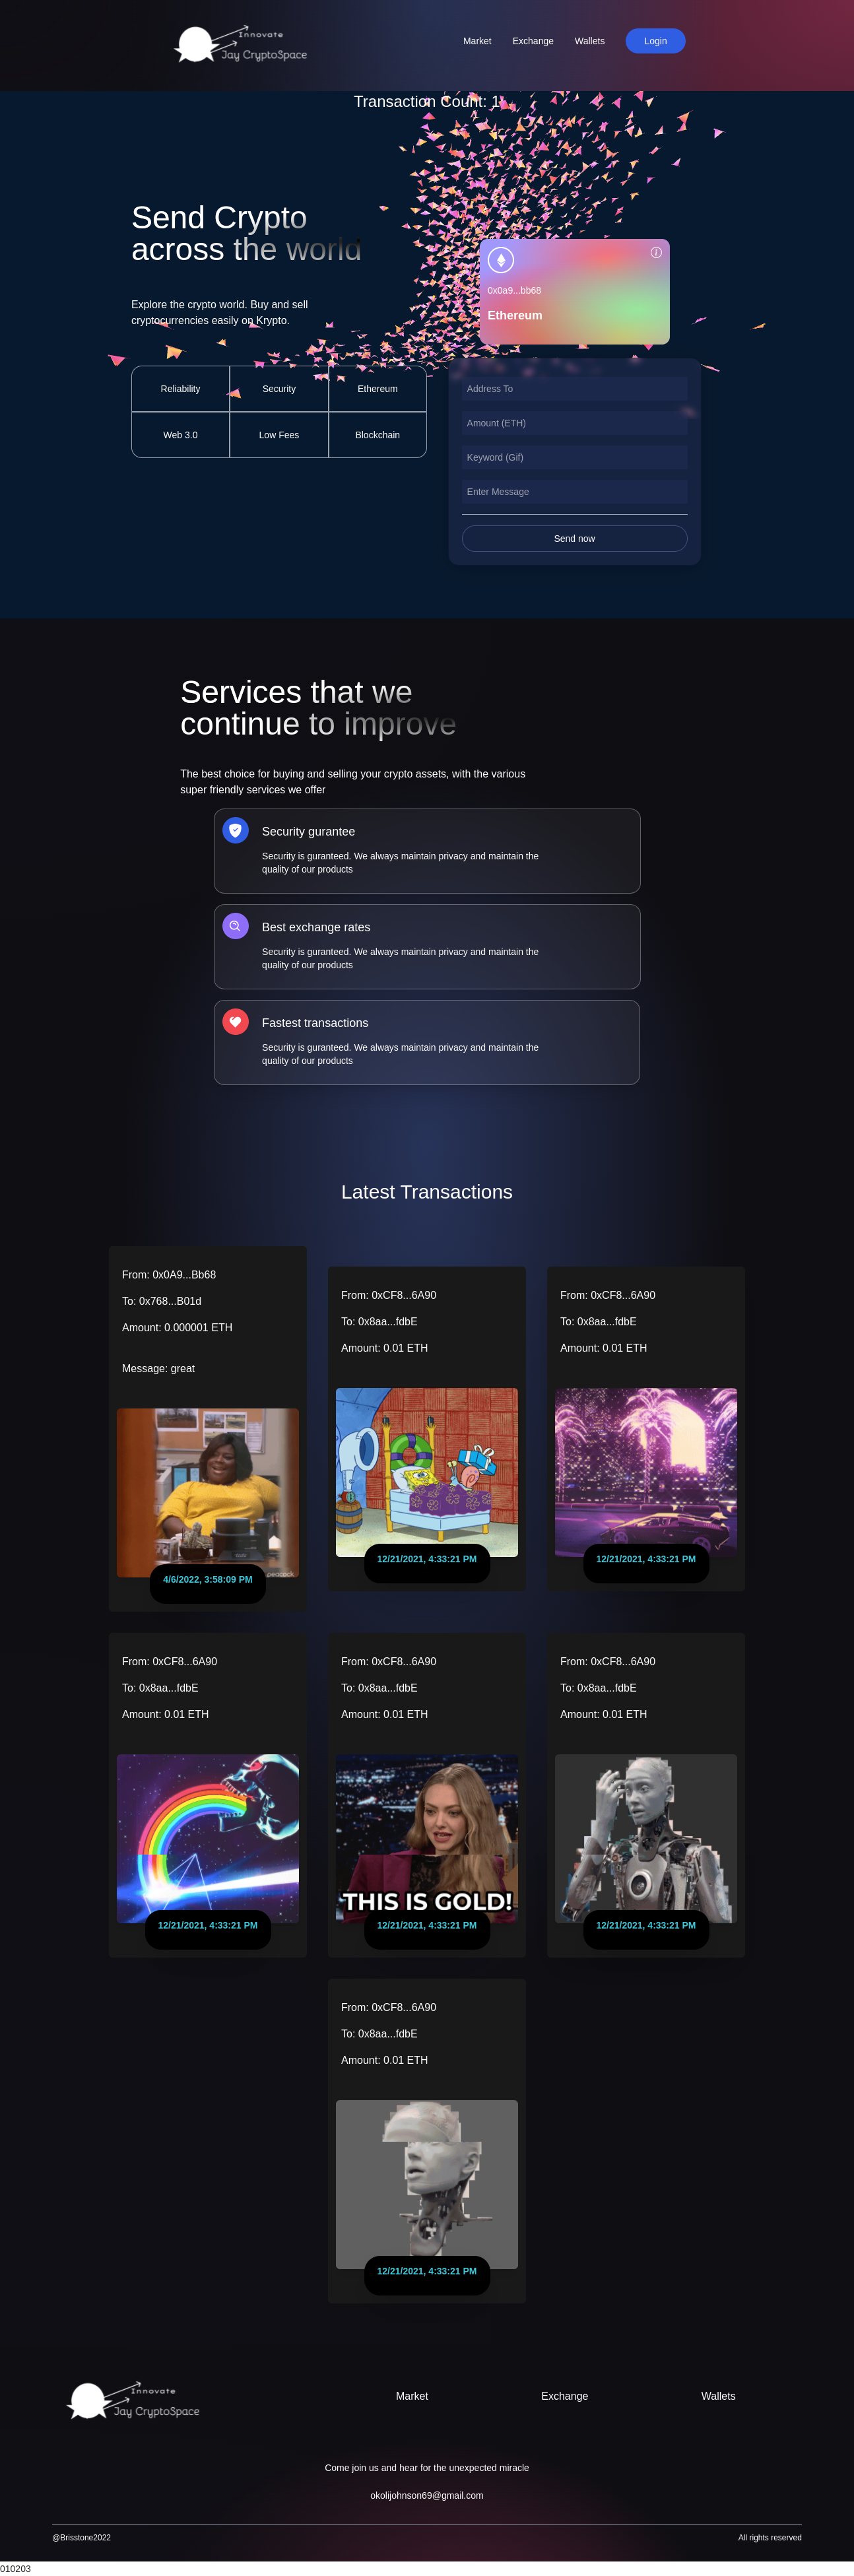 Innovate
Jay CryptoSpace
Market
Exchange
Wallets
Login
Transaction Count: 1
Send Crypto
across the world
Explore the crypto world. Buy and sell
cryptocurrencies easily on Krypto.
Reliability
Security
Ethereum
Web 3.0
Low Fees
Blockchain
0x0a9...bb68
Ethereum
Address To
Amount (ETH)
Keyword (Gif)
Enter Message
Send now
Services that we
continue to improve
The best choice for buying and selling your crypto assets, with the various
super friendly services we offer
Security gurantee
Security is guranteed. We always maintain privacy and maintain the
quality of our products
Best exchange rates
Security is guranteed. We always maintain privacy and maintain the
quality of our products
Fastest transactions
Security is guranteed. We always maintain privacy and maintain the
quality of our products
Latest Transactions
From: 0x0A9...Bb68
To: 0x768...B01d
Amount: 0.000001 ETH
Message: great
peacock
4/6/2022, 3:58:09 PM
From: 0xCF8...6A90
To: 0x8aa...fdbE
Amount: 0.01 ETH
12/21/2021, 4:33:21 PM
From: 0xCF8...6A90
To: 0x8aa...fdbE
Amount: 0.01 ETH
12/21/2021, 4:33:21 PM
From: 0xCF8...6A90
To: 0x8aa...fdbE
Amount: 0.01 ETH
12/21/2021, 4:33:21 PM
From: 0xCF8...6A90
To: 0x8aa...fdbE
Amount: 0.01 ETH
THIS IS GOLD!
12/21/2021, 4:33:21 PM
From: 0xCF8...6A90
To: 0x8aa...fdbE
Amount: 0.01 ETH
12/21/2021, 4:33:21 PM
From: 0xCF8...6A90
To: 0x8aa...fdbE
Amount: 0.01 ETH
12/21/2021, 4:33:21 PM
Innovate
Jay CryptoSpace
Market
Exchange
Wallets
Come join us and hear for the unexpected miracle
okolijohnson69@gmail.com
@Brisstone2022
All rights reserved
010203